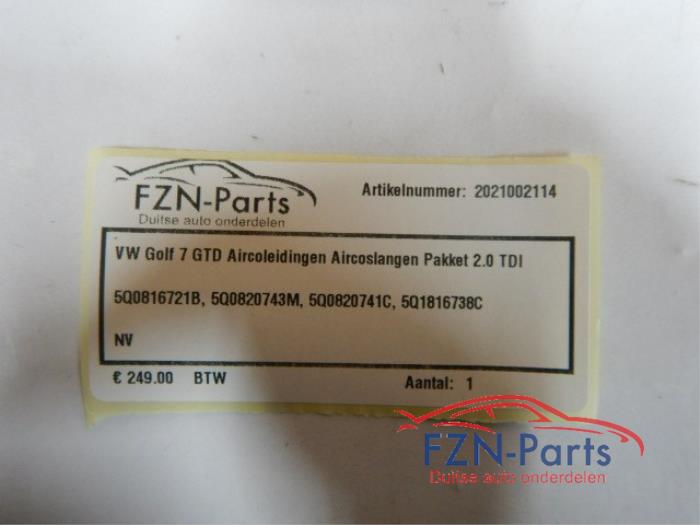 FZN-Parts
Duitse auto onderdelen
Artikelnummer: 2021002114
VW Golf 7 GTD Aircoleidingen Aircoslangen Pakket 2.0 TDI
5Q0816721B, 5Q0820743M, 5Q0820741C, 5Q1816738C
NV
€ 249.00 BTW Aantal: 1
FZN-Parts
Duitse auto onderdelen